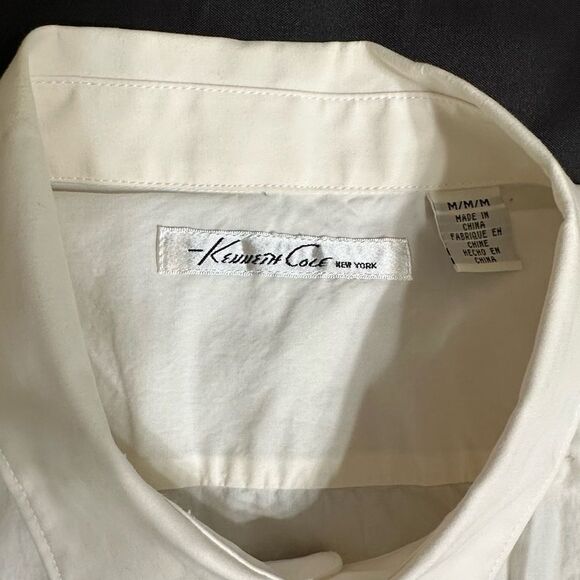 KENNETH COLE NEW YORK
M/M/M
MADE IN
CHINA
FABRIQUE EN
CHINE
HECHO EN
CHINA